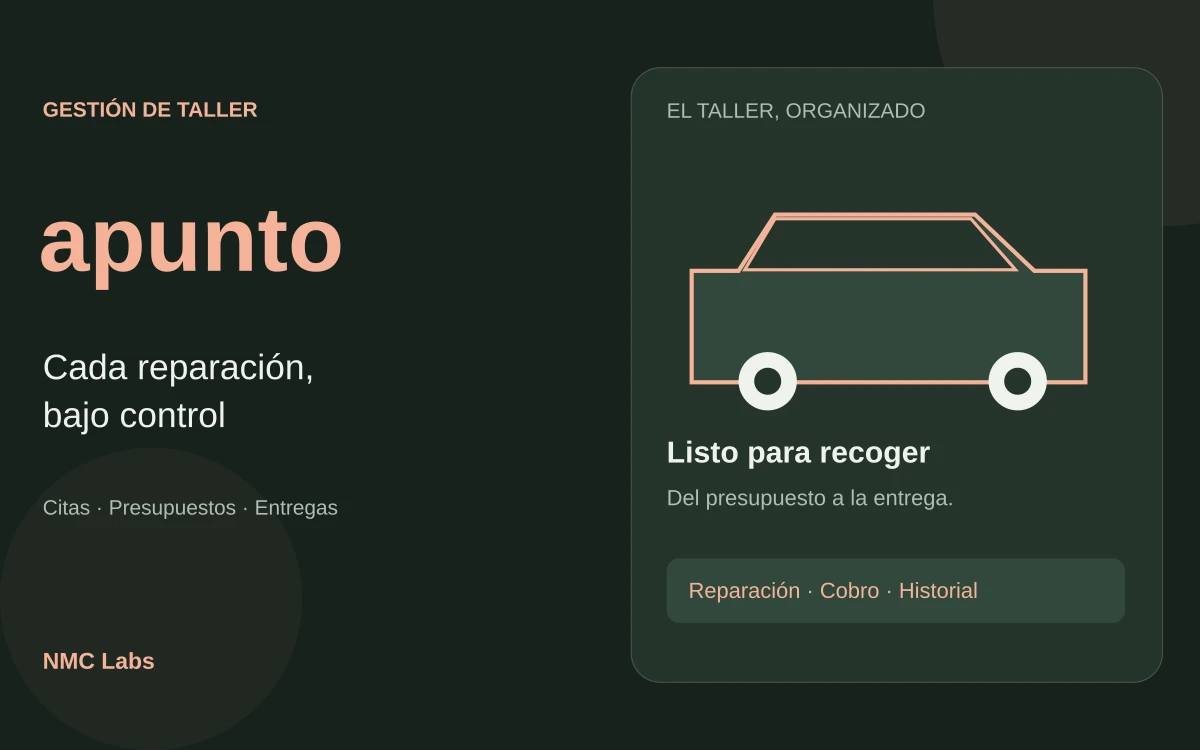 GESTIÓN DE TALLER
apunto
Cada reparación,
bajo control
Citas · Presupuestos · Entregas
NMC Labs
EL TALLER, ORGANIZADO
Listo para recoger
Del presupuesto a la entrega.
Reparación · Cobro · Historial